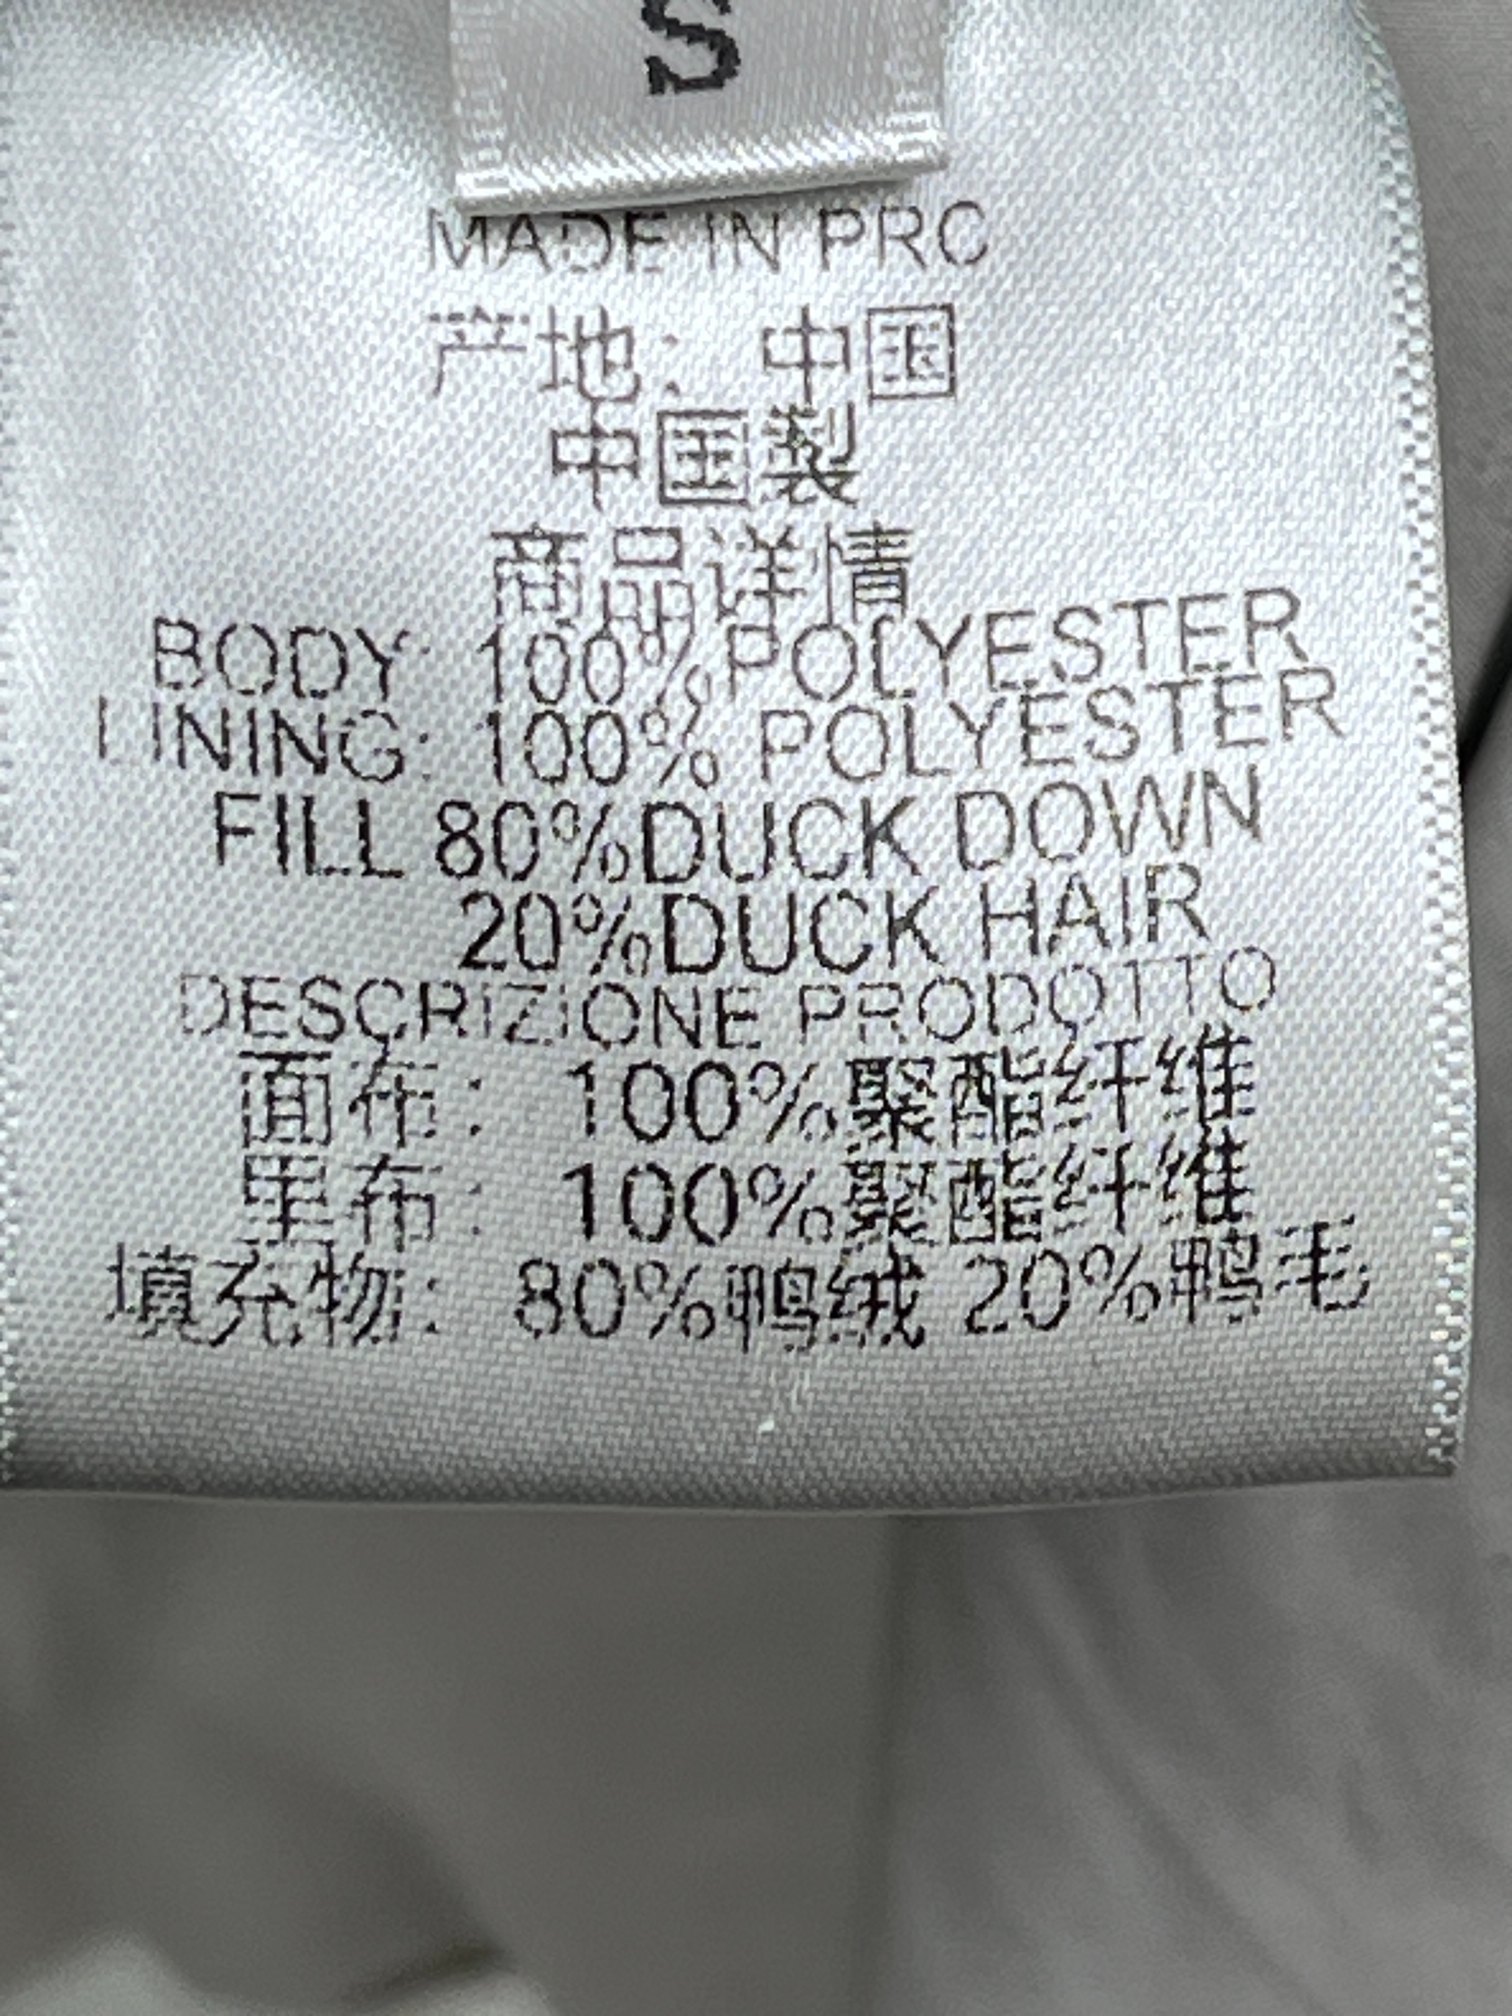 S
MADE IN PRC
产地: 中国
中国製
商品详情
BODY: 100%POLYESTER
LINING: 100% POLYESTER
FILL 80%DUCK DOWN
20%DUCK HAIR
DESCRIZIONE PRODOTTO
面布: 100%聚酯纤维
里布: 100%聚酯纤维
填充物: 80%鸭绒 20%鸭毛